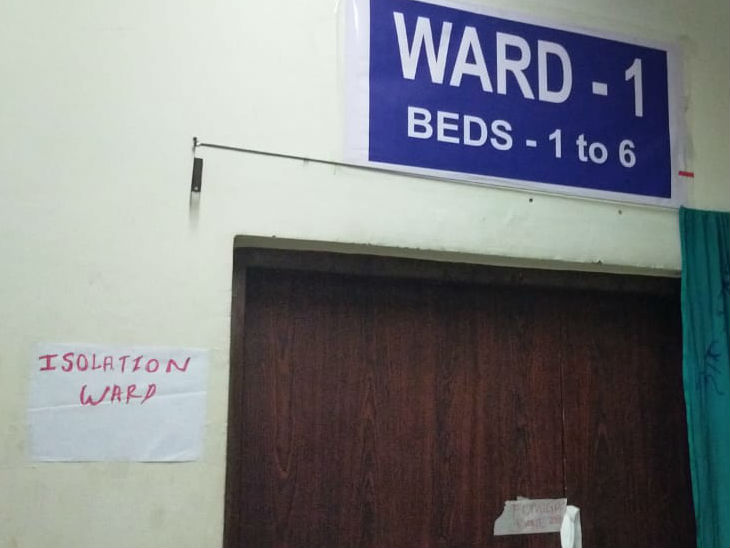 WARD - 1
BEDS - 1 to 6
ISOLATION
WARD